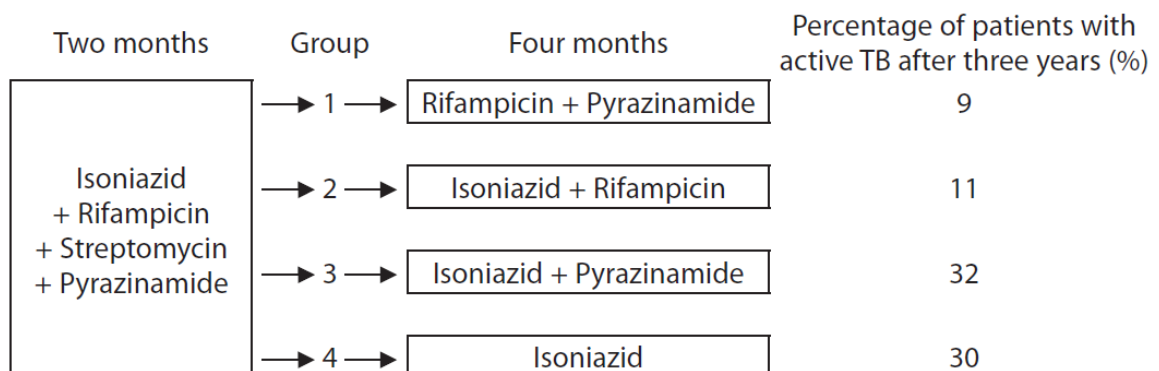 Two months
Group
Four months
Percentage of patients with
active TB after three years (%)
Isoniazid
+ Rifampicin
+ Streptomycin
+ Pyrazinamide
1
Rifampicin + Pyrazinamide
9
2
Isoniazid + Rifampicin
11
3
Isoniazid + Pyrazinamide
32
4
Isoniazid
30